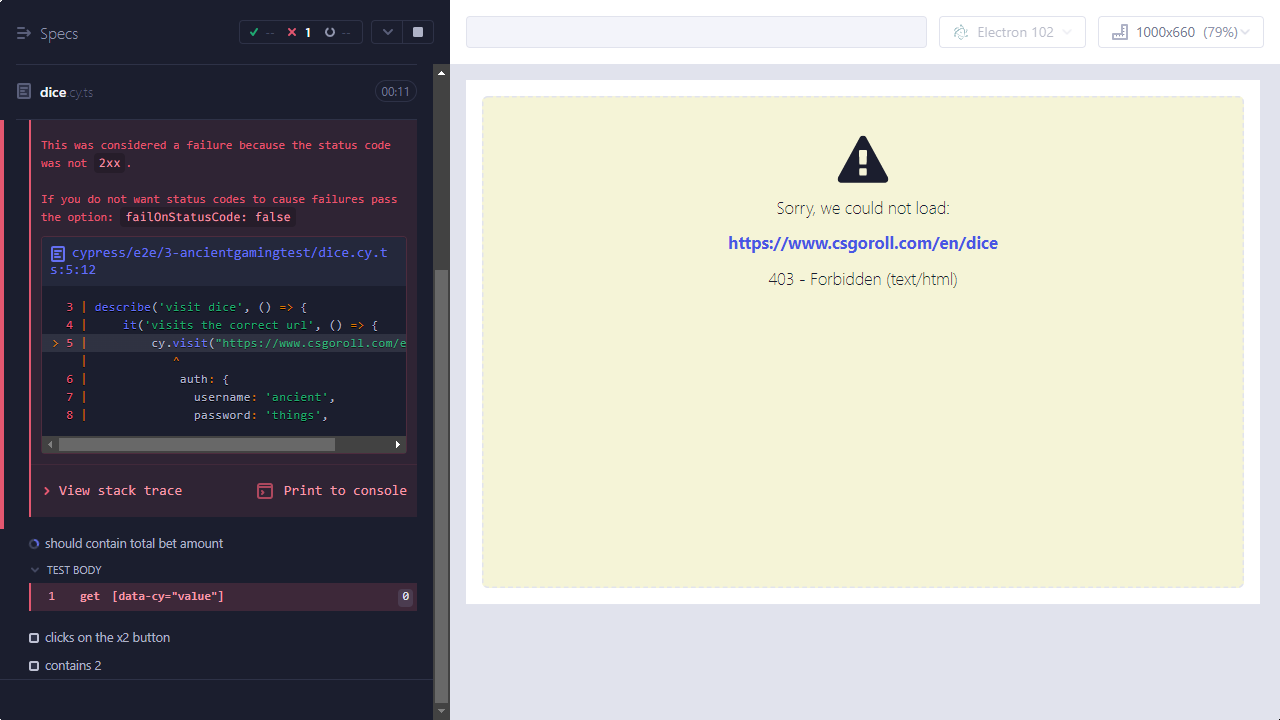 Specs
--
1
--
dice.cy.ts
00:11
This was considered a failure because the status code
was not 2xx.
If you do not want status codes to cause failures pass
the option: failOnStatusCode: false
cypress/e2e/3-ancientgamingtest/dice.cy.t
s:5:12
3 | describe('visit dice', () => {
4 |     it('visits the correct url', () => {
> 5 |         cy.visit("https://www.csgoroll.com/e
|            ^
6 |             auth: {
7 |               username: 'ancient',
8 |               password: 'things',
View stack trace
Print to console
should contain total bet amount
TEST BODY
1 get [data-cy="value"] 0
clicks on the x2 button
contains 2
Electron 102
1000x660 (79%)
Sorry, we could not load:
https://www.csgoroll.com/en/dice
403 - Forbidden (text/html)